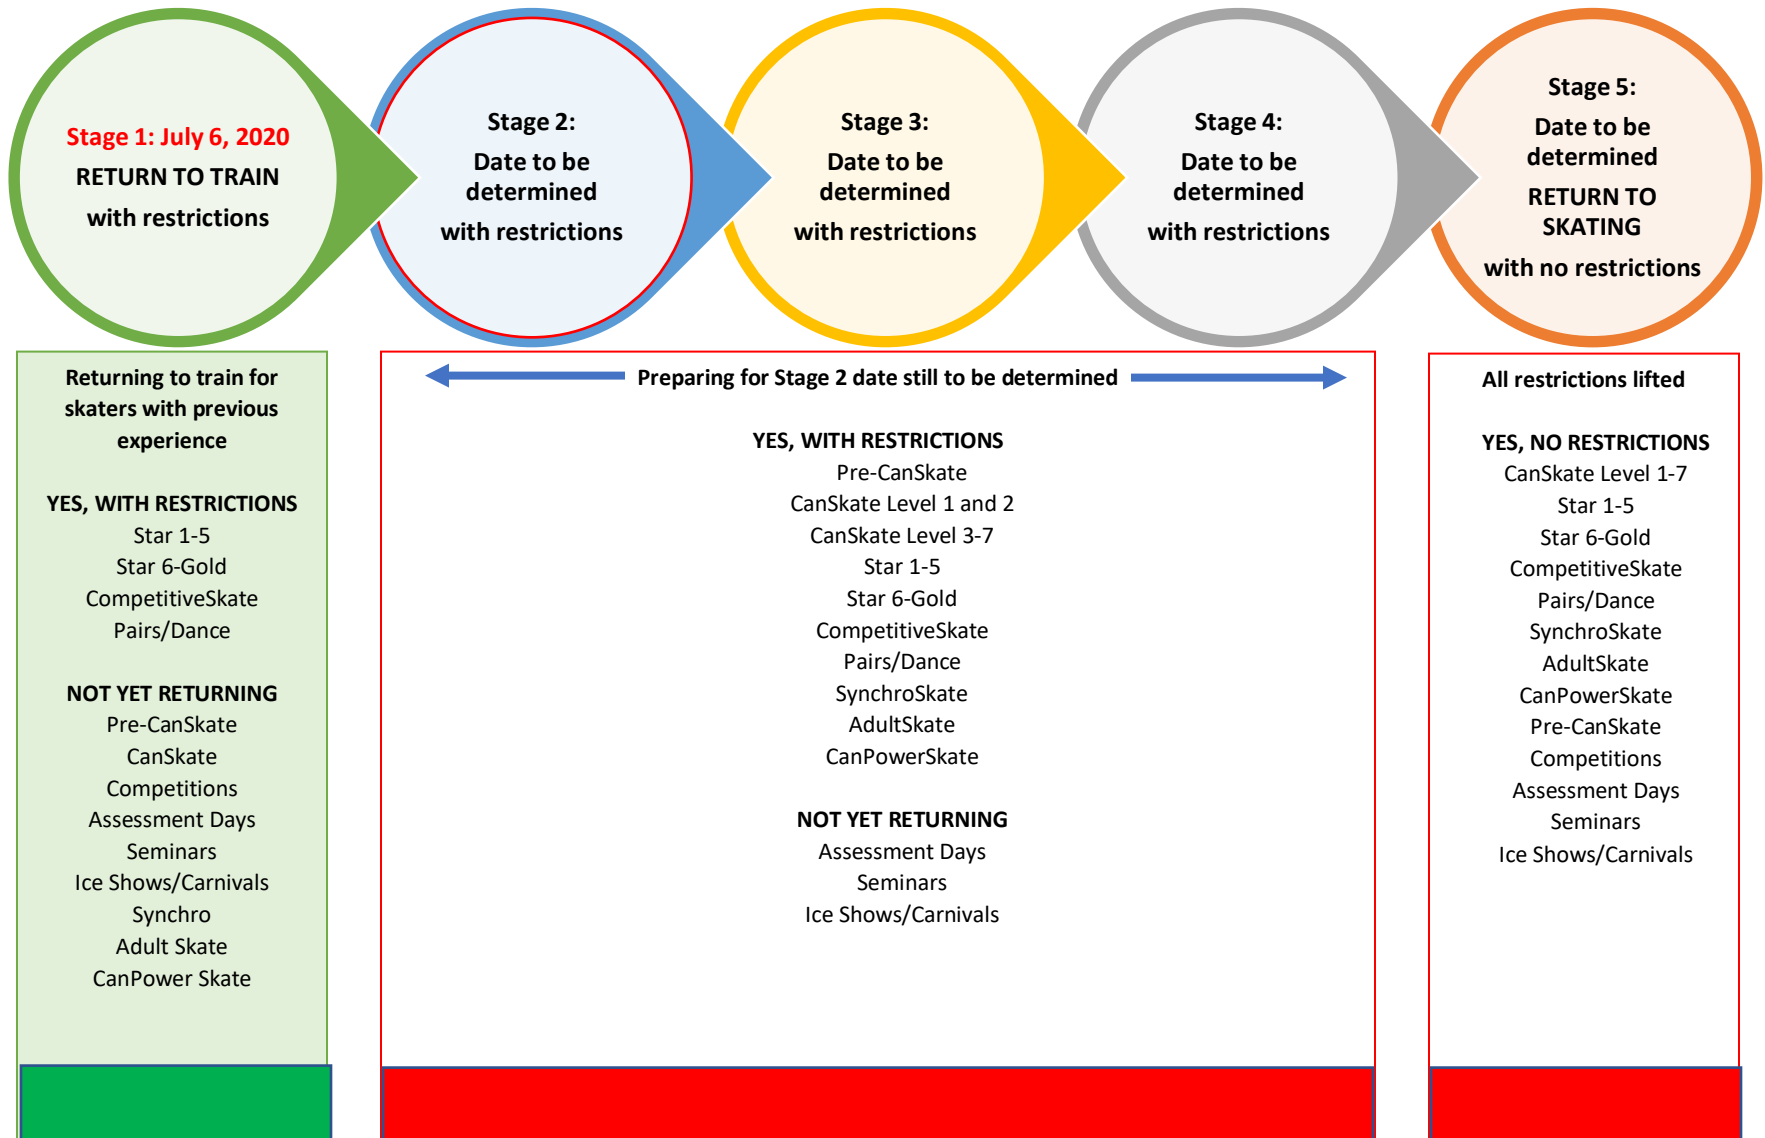 Stage 1: July 6, 2020
RETURN TO TRAIN
with restrictions
Stage 2:
Date to be
determined
with restrictions
Stage 3:
Date to be
determined
with restrictions
Stage 4:
Date to be
determined
with restrictions
Stage 5:
Date to be
determined
RETURN TO
SKATING
with no restrictions
Returning to train for
skaters with previous
experience
YES, WITH RESTRICTIONS
Star 1-5
Star 6-Gold
CompetitiveSkate
Pairs/Dance
NOT YET RETURNING
Pre-CanSkate
CanSkate
Competitions
Assessment Days
Seminars
Ice Shows/Carnivals
Synchro
Adult Skate
CanPower Skate
Preparing for Stage 2 date still to be determined
YES, WITH RESTRICTIONS
Pre-CanSkate
CanSkate Level 1 and 2
CanSkate Level 3-7
Star 1-5
Star 6-Gold
CompetitiveSkate
Pairs/Dance
SynchroSkate
AdultSkate
CanPowerSkate
NOT YET RETURNING
Assessment Days
Seminars
Ice Shows/Carnivals
All restrictions lifted
YES, NO RESTRICTIONS
CanSkate Level 1-7
Star 1-5
Star 6-Gold
CompetitiveSkate
Pairs/Dance
SynchroSkate
AdultSkate
CanPowerSkate
Pre-CanSkate
Competitions
Assessment Days
Seminars
Ice Shows/Carnivals